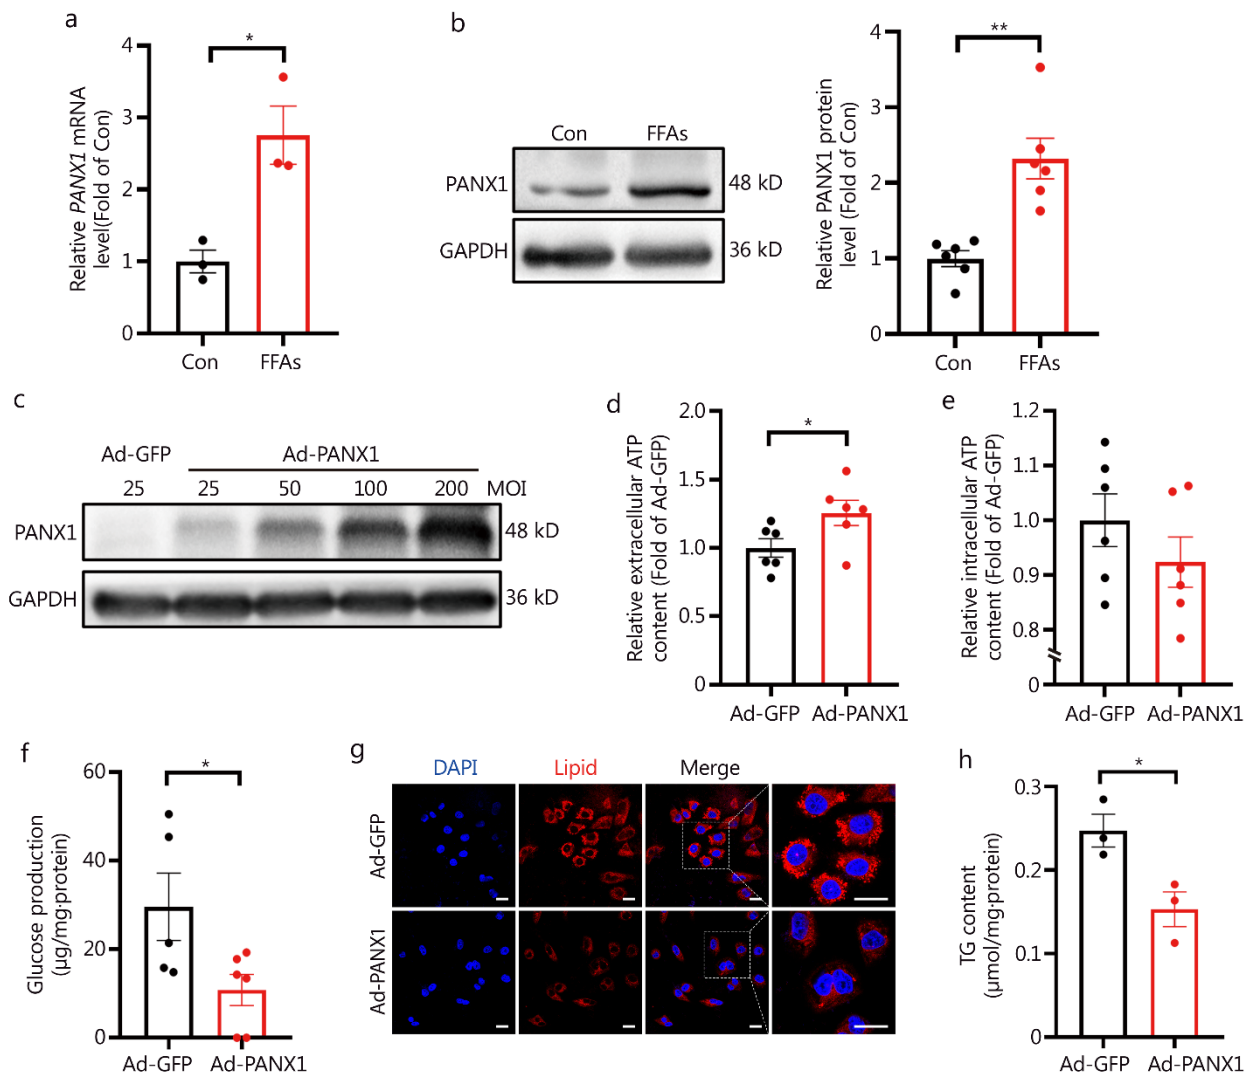 a
Relative PANX1 mRNA
level(Fold of Con)
4
3
2
1
0
*
Con
FFAs
b
Con
FFAs
PANX1
48 kD
GAPDH
36 kD
Relative PANX1 protein
level (Fold of Con)
4
3
2
1
0
**
Con
FFAs
c
Ad-GFP
Ad-PANX1
25
25
50
100
200
MOI
PANX1
48 kD
GAPDH
36 kD
d
Relative extracellular ATP
content (Fold of Ad-GFP)
2.0
1.5
1.0
0.5
0
*
Ad-GFP
Ad-PANX1
e
Relative intracellular ATP
content (Fold of Ad-GFP)
1.2
1.10
1.0
0.9
0.8
0
Ad-GFP
Ad-PANX1
f
Glucose production
(μg/mg·protein)
60
40
20
0
*
Ad-GFP
Ad-PANX1
g
DAPI
Lipid
Merge
Ad-GFP
Ad-PANX1
h
TG content
(μmol/mg·protein)
0.3
0.2
0.1
0
*
Ad-GFP
Ad-PANX1